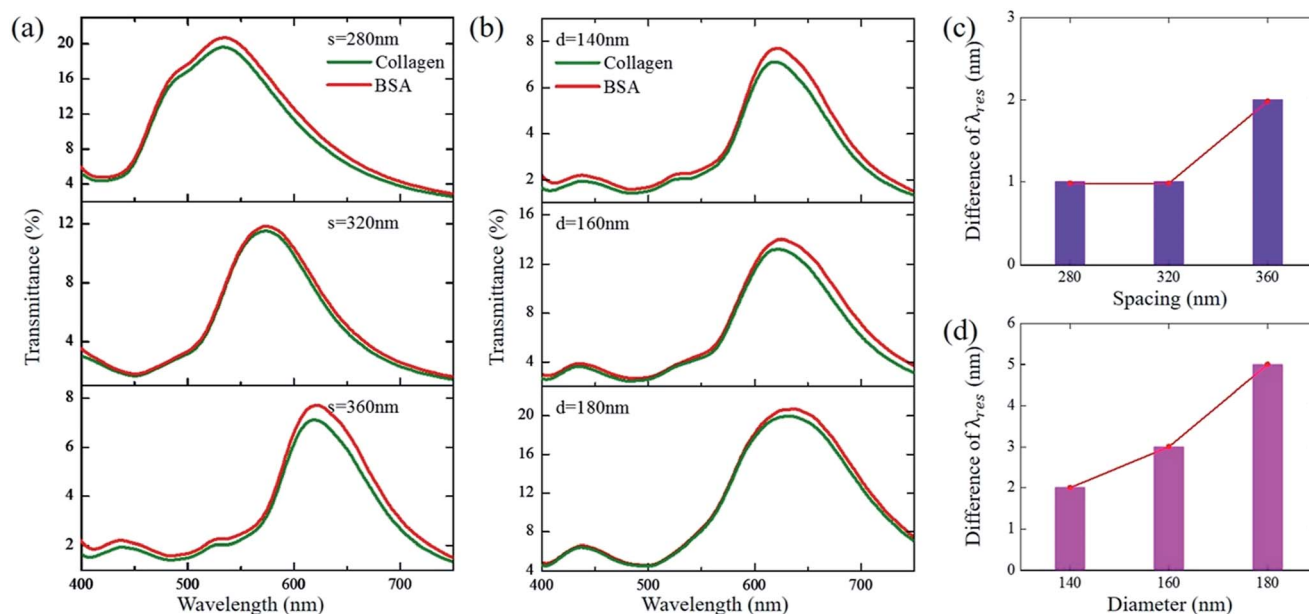 (a)
s=280nm
Collagen
BSA
20
16
12
8
4
s=320nm
12
8
4
s=360nm
8
6
4
2
400
500
600
700
Transmittance (%)
Wavelength (nm)
(b)
d=140nm
Collagen
BSA
8
6
4
2
d=160nm
16
12
8
4
d=180nm
20
16
12
8
4
400
500
600
700
Transmittance (%)
Wavelength (nm)
(c)
3
2
1
0
280
320
360
Difference of λres (nm)
Spacing (nm)
(d)
6
5
4
3
2
1
0
140
160
180
Difference of λres (nm)
Diameter (nm)